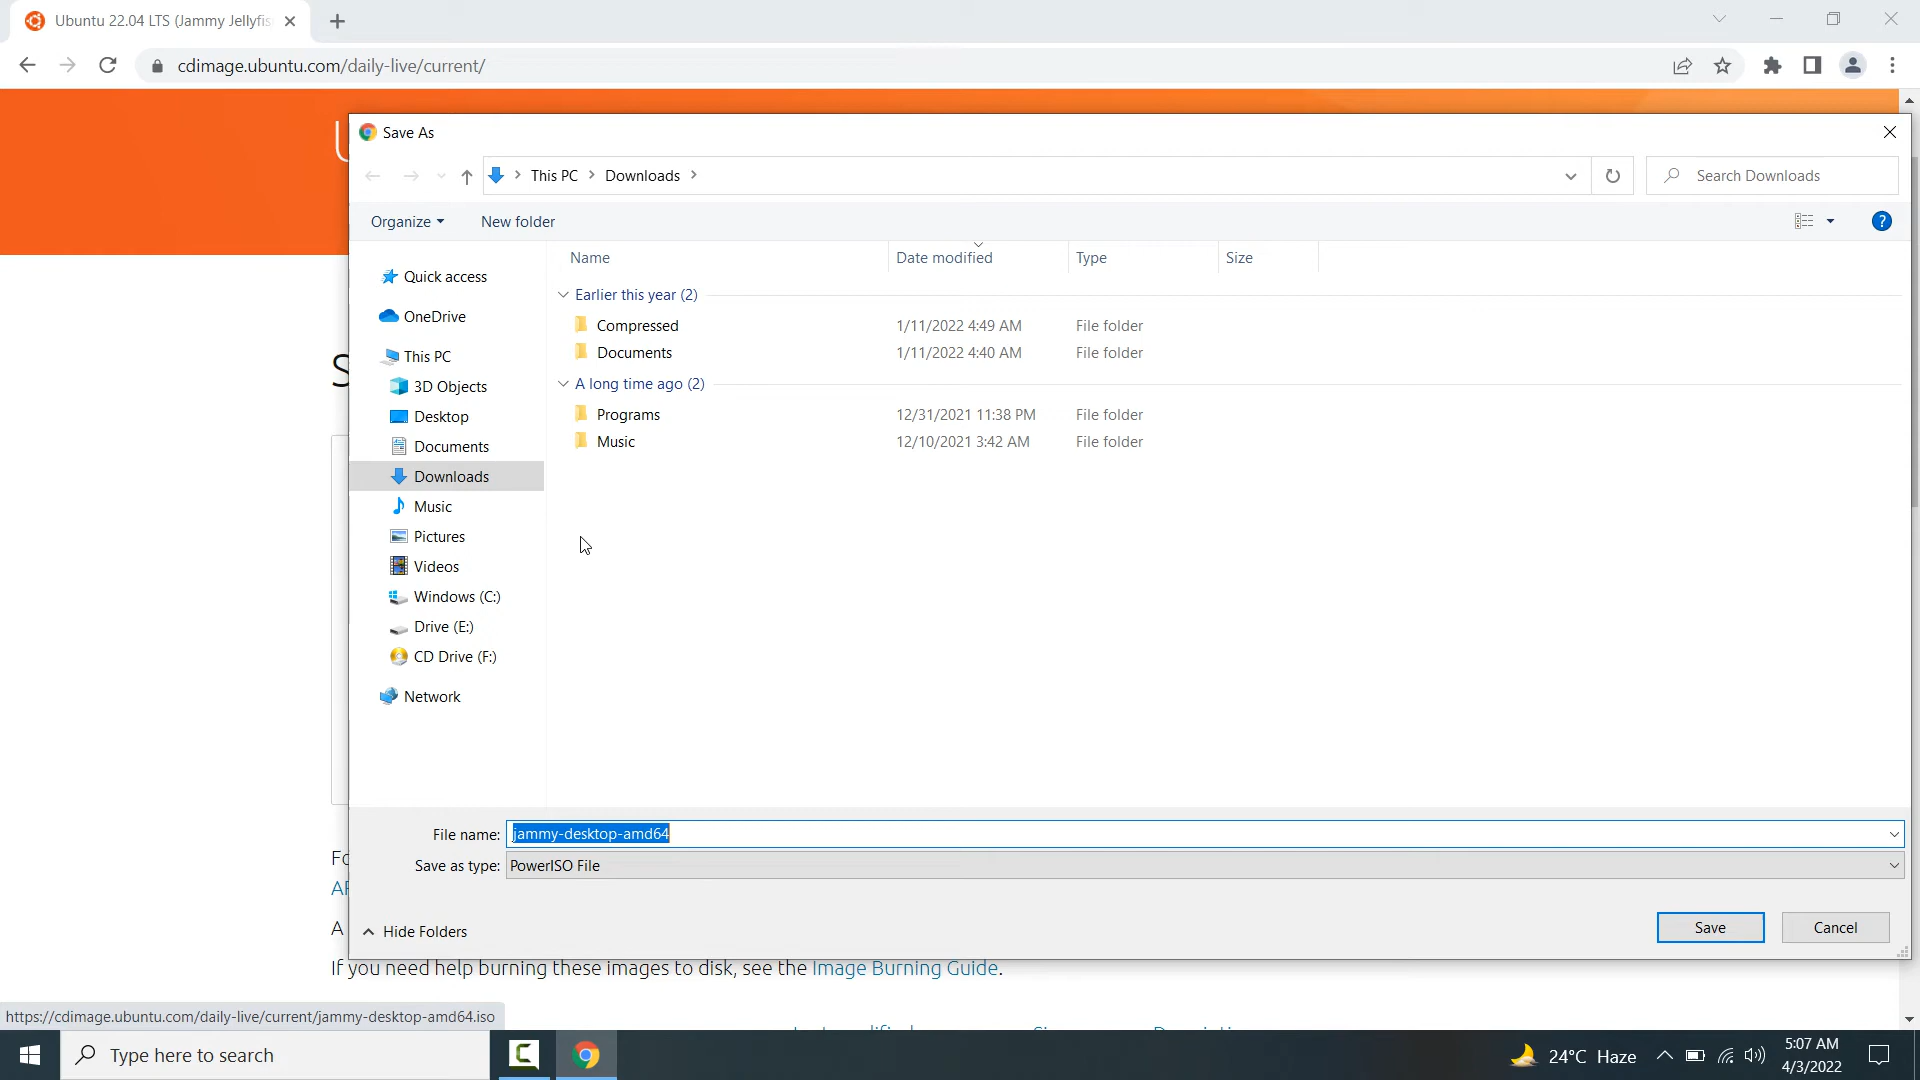 Ubuntu 22.04 LTS (Jammy Jellyfis
cdimage.ubuntu.com/daily-live/current/
Save As
This PC > Downloads >
Search Downloads
Organize
New folder
Name
Date modified
Type
Size
Quick access
OneDrive
This PC
3D Objects
Desktop
Documents
Downloads
Music
Pictures
Videos
Windows (C:)
Drive (E:)
CD Drive (F:)
Network
Earlier this year (2)
Compressed 1/11/2022 4:49 AM File folder
Documents 1/11/2022 4:40 AM File folder
A long time ago (2)
Programs 12/31/2021 11:38 PM File folder
Music 12/10/2021 3:42 AM File folder
File name: jammy-desktop-amd64
Save as type: PowerISO File
Hide Folders
Save
Cancel
A
If you need help burning these images to disk, see the Image Burning Guide.
https://cdimage.ubuntu.com/daily-live/current/jammy-desktop-amd64.iso
Type here to search
24°C Haze
5:07 AM
4/3/2022